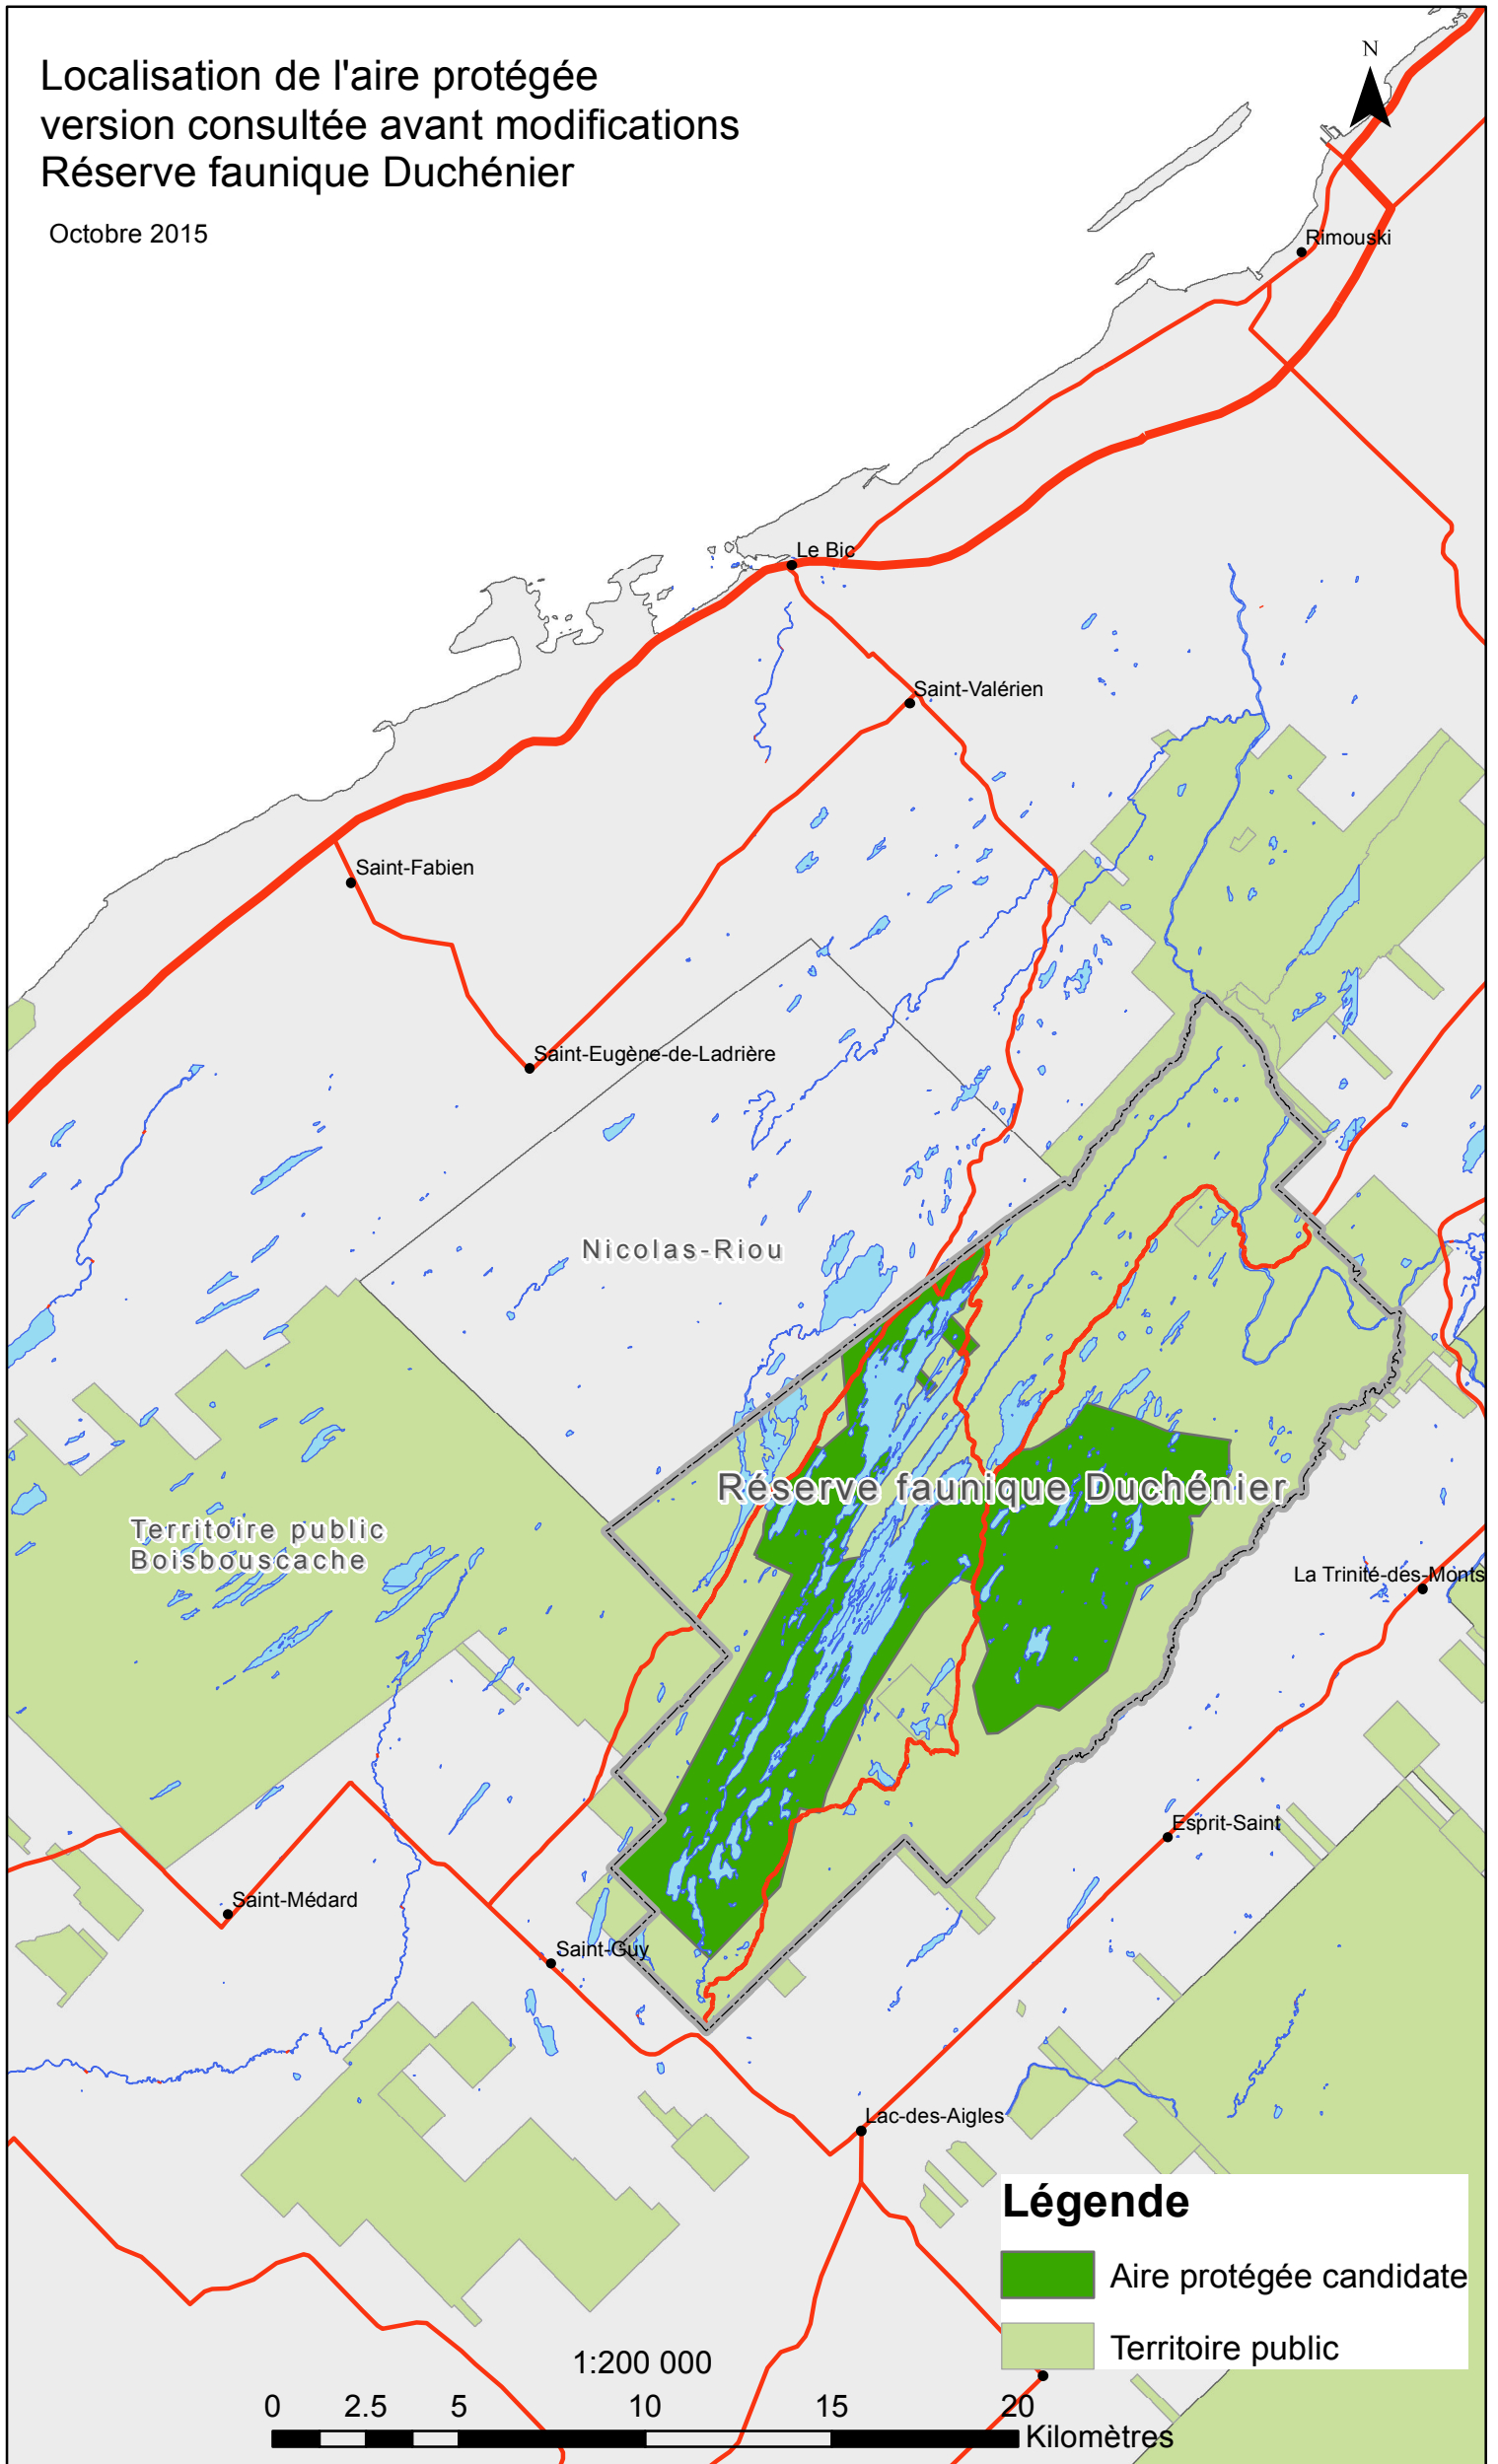 Localisation de l'aire protégée
version consultée avant modifications
Réserve faunique Duchénier
Octobre 2015
N
Rimouski
Le Bic
Saint-Valérien
Saint-Fabien
Saint-Eugène-de-Ladrière
Nicolas-Riou
Réserve faunique Duchénier
Territoire public
Boisbouscache
La Trinité-des-Monts
Esprit-Saint
Saint-Médard
Saint-Guy
Lac-des-Aigles
Légende
Aire protégée candidate
Territoire public
1:200 000
0 2.5 5 10 15 20
Kilomètres